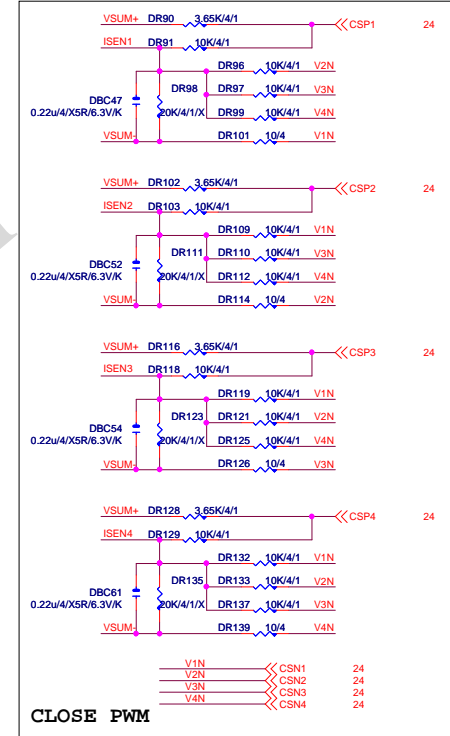 VSUM+ DR90 3.65K/4/1 CSP1 24
ISEN1 DR91 10K/4/1
DR96 10K/4/1 V2N
DR98 DR97 10K/4/1 V3N
DBC47
0.22u/4/X5R/6.3V/K 20K/4/1/X DR99 10K/4/1 V4N
VSUM- DR101 10/4 V1N
VSUM+ DR102 3.65K/4/1 CSP2 24
ISEN2 DR103 10K/4/1
DR109 10K/4/1 V1N
DR111 DR110 10K/4/1 V3N
DBC52
0.22u/4/X5R/6.3V/K 20K/4/1/X DR112 10K/4/1 V4N
VSUM- DR114 10/4 V2N
VSUM+ DR116 3.65K/4/1 CSP3 24
ISEN3 DR118 10K/4/1
DR119 10K/4/1 V1N
DR123 DR121 10K/4/1 V2N
DBC54
0.22u/4/X5R/6.3V/K 20K/4/1/X DR125 10K/4/1 V4N
VSUM- DR126 10/4 V3N
VSUM+ DR128 3.65K/4/1 CSP4 24
ISEN4 DR129 10K/4/1
DR132 10K/4/1 V1N
DR135 DR133 10K/4/1 V2N
DBC61
0.22u/4/X5R/6.3V/K 20K/4/1/X DR137 10K/4/1 V3N
VSUM- DR139 10/4 V4N
V1N CSN1 24
V2N CSN2 24
V3N CSN3 24
V4N CSN4 24
CLOSE PWM